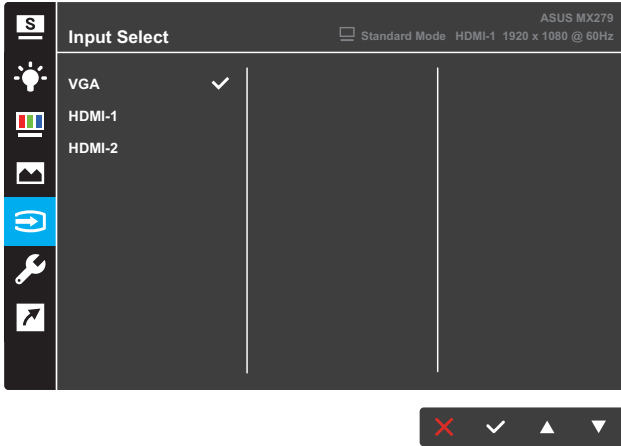 S
ASUS MX279
Input Select
Standard Mode HDMI-1 1920 x 1080 @ 60Hz
VGA
HDMI-1
HDMI-2